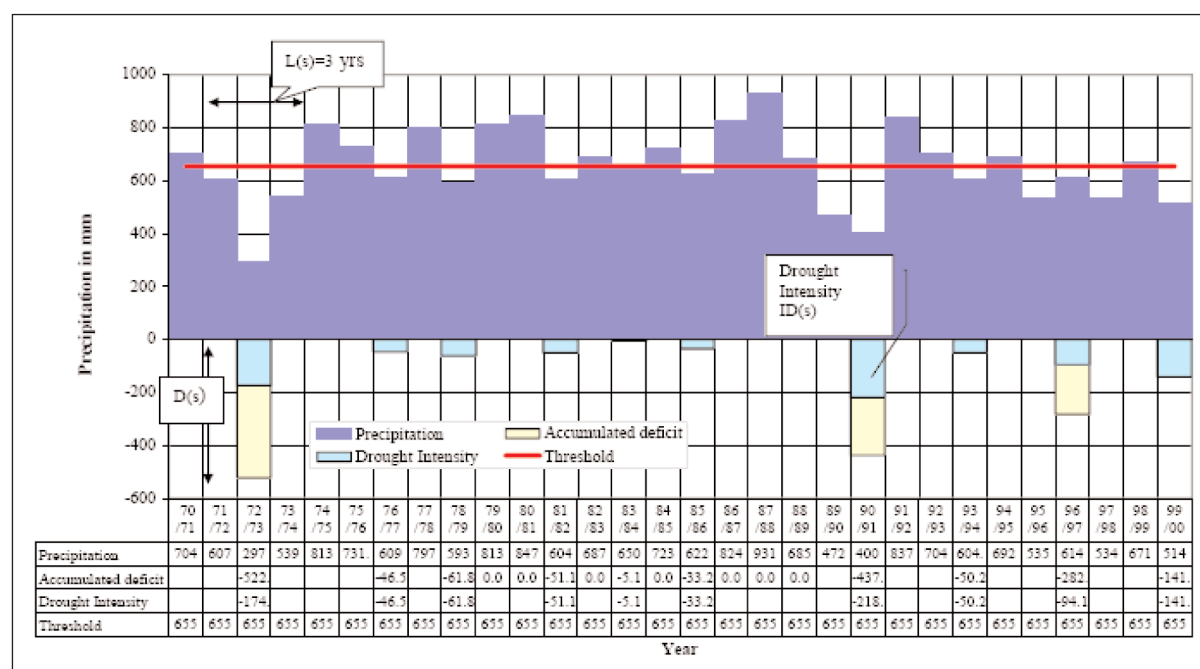 L(s)=3 yrs
1000
800
600
400
200
0
-200
-400
-600
Precipitation in mm
Drought
Intensity
ID(s)
D(s)
Precipitation Accumulated deficit
Drought Intensity Threshold
70 71 72 73 74 75 76 77 78 79 80 81 82 83 84 85 86 87 88 89 90 91 92 93 94 95 96 97 98 99
/71 /72 /73 /74 /75 /76 /77 /78 /79 /80 /81 /82 /83 /84 /85 /86 /87 /88 /89 /90 /91 /92 /93 /94 /95 /96 /97 /98 /99 /00
Precipitation 704 607 297 539 813 731. 609 797 593 813 847 604 687 650 723 622 824 931 685 472 400 837 704 604. 692 535 614 534 671 514
Accumulated deficit -522. -46.5 -61.8 0.0 0.0 -51.1 0.0 -5.1 0.0 -33.2 0.0 0.0 0.0 -437. -50.2 -282. -141.
Drought Intensity -174. -46.5 -61.8 -51.1 -5.1 -33.2 -218. -50.2 -94.1 -141.
Threshold 655 655 655 655 655 655 655 655 655 655 655 655 655 655 655 655 655 655 655 655 655 655 655 655 655 655 655 655 655 655
Year